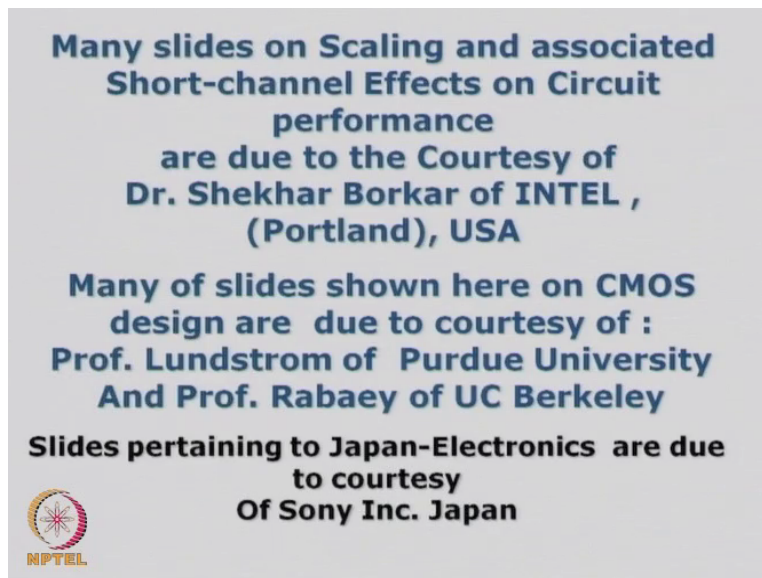 Many slides on Scaling and associated
Short-channel Effects on Circuit
performance
are due to the Courtesy of
Dr. Shekhar Borkar of INTEL ,
(Portland), USA
Many of slides shown here on CMOS
design are due to courtesy of :
Prof. Lundstrom of Purdue University
And Prof. Rabaey of UC Berkeley
Slides pertaining to Japan-Electronics are due
to courtesy
Of Sony Inc. Japan
NPTEL